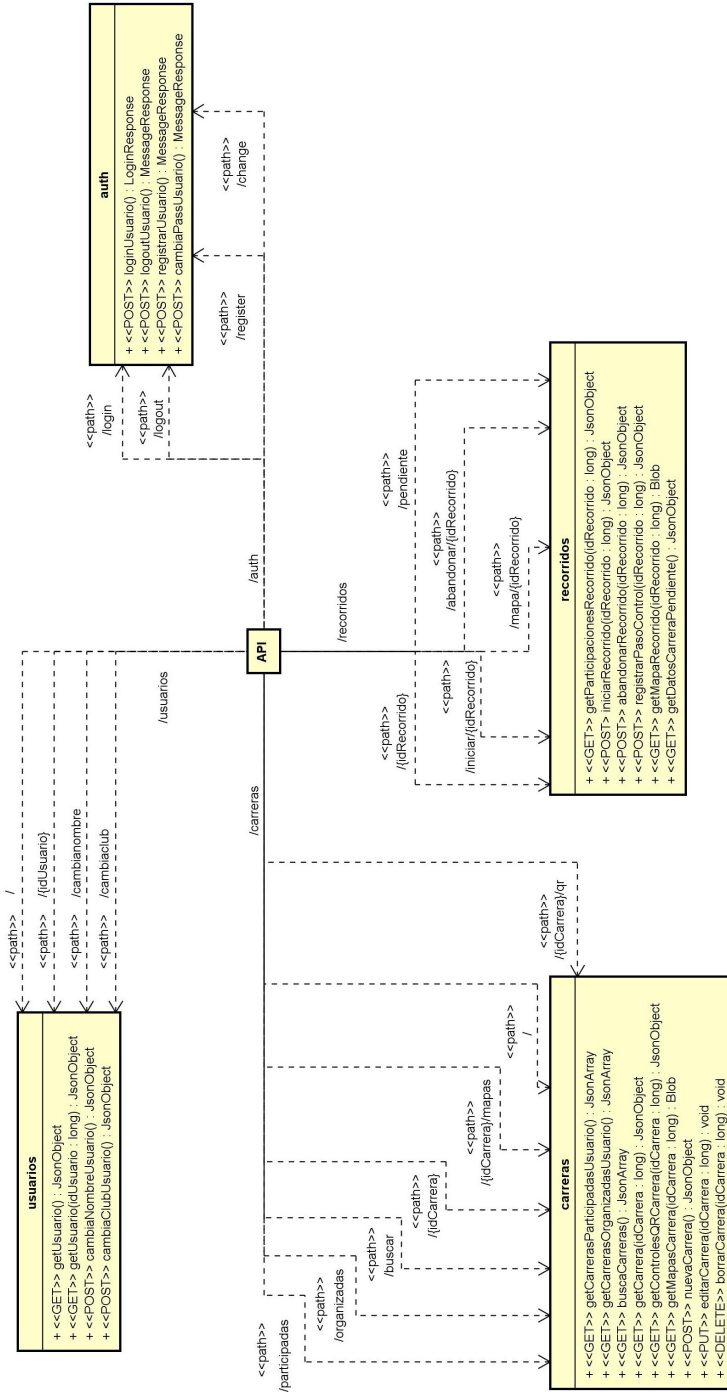 auth
+ <<POST>> loginUsuario() : LoginResponse
+ <<POST>> logoutUsuario() : MessageResponse
+ <<POST>> registrarUsuario() : MessageResponse
+ <<POST>> cambiaPassUsuario() : MessageResponse
<<path>>
/login
<<path>>
/logout
<<path>>
/register
<<path>>
/change
/auth
API
/usuarios
/recorridos
/carreras
<<path>> /
<<path>> /{idUsuario}
<<path>> /cambianombre
<<path>> /cambiaclub
usuarios
+ <<GET>> getUsuario() : JsonObject
+ <<GET>> getUsuario(idUsuario : long) : JsonObject
+ <<POST>> cambiaNombreUsuario() : JsonObject
+ <<POST>> cambiaClubUsuario() : JsonObject
<<path>>
/{idRecorrido}
<<path>>
/iniciar/{idRecorrido}
<<path>>
/pendiente
<<path>>
/abandonar/{idRecorrido}
<<path>>
/mapa/{idRecorrido}
recorridos
+ <<GET>> getParticipacionesRecorrido(idRecorrido : long) : JsonObject
+ <<POST>> iniciarRecorrido(idRecorrido : long) : JsonObject
+ <<POST>> abandonarRecorrido(idRecorrido : long) : JsonObject
+ <<POST>> registrarPasoControl(idRecorrido : long) : JsonObject
+ <<GET>> getMapaRecorrido(idRecorrido : long) : Blob
+ <<GET>> getDatosCarreraPendiente() : JsonObject
<<path>>
/participadas
<<path>>
/organizadas
<<path>>
/buscar
<<path>>
/{idCarrera}
<<path>>
/{idCarrera}/mapas
<<path>>
/
<<path>>
/{idCarrera}/qr
carreras
+ <<GET>> getCarrerasParticipadasUsuario() : JsonArray
+ <<GET>> getCarrerasOrganizadasUsuario() : JsonArray
+ <<GET>> buscaCarreras() : JsonArray
+ <<GET>> getCarrera(idCarrera : long) : JsonObject
+ <<GET>> getControlesQRCarrera(idCarrera : long) : JsonObject
+ <<GET>> getMapasCarrera(idCarrera : long) : Blob
+ <<POST>> nuevaCarrera() : JsonObject
+ <<PUT>> editarCarrera(idCarrera : long) : void
+ <<DELETE>> borrarCarrera(idCarrera : long) : void